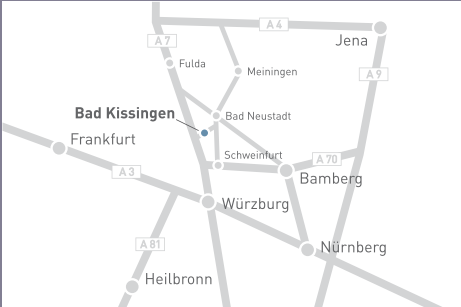 A 4
Jena
A 7
Fulda
Meiningen
A 9
Bad Kissingen
Bad Neustadt
Frankfurt
Schweinfurt
A 70
A 3
Bamberg
Würzburg
A 81
Nürnberg
Heilbronn